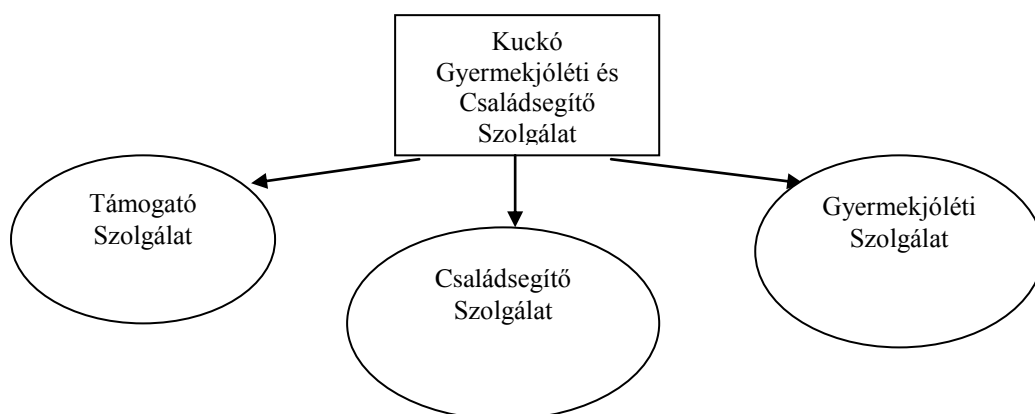 Kuckó
Gyermekjóléti és
Családsegítő
Szolgálat
Támogató
Szolgálat
Családsegítő
Szolgálat
Gyermekjóléti
Szolgálat